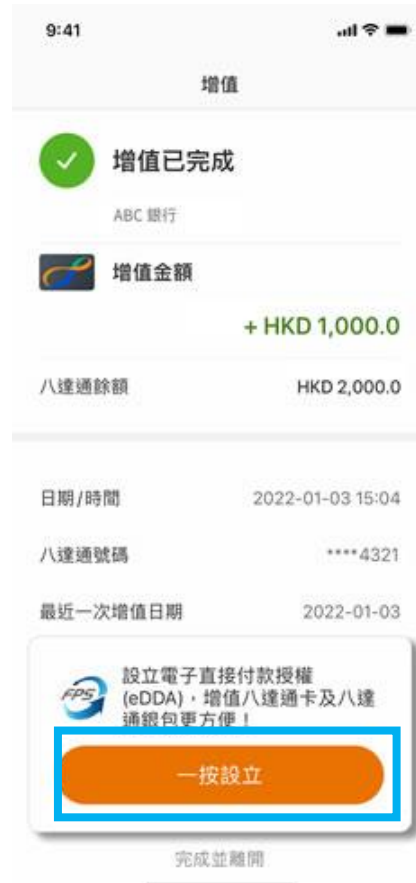 9:41
增值
增值已完成
ABC 銀行
增值金額
+ HKD 1,000.0
八達通餘額 HKD 2,000.0
日期/時間 2022-01-03 15:04
八達通號碼 ****4321
最近一次增值日期 2022-01-03
FPS
設立電子直接付款授權
(eDDA)，增值八達通卡及八達
通銀包更方便！
一按設立
完成並離開